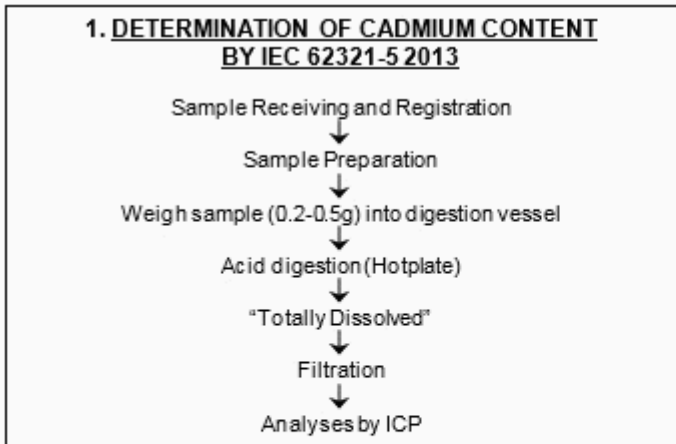 1. DETERMINATION OF CADMIUM CONTENT
BY IEC 62321-5 2013
Sample Receiving and Registration
Sample Preparation
Weigh sample (0.2-0.5g) into digestion vessel
Acid digestion (Hotplate)
"Totally Dissolved"
Filtration
Analyses by ICP